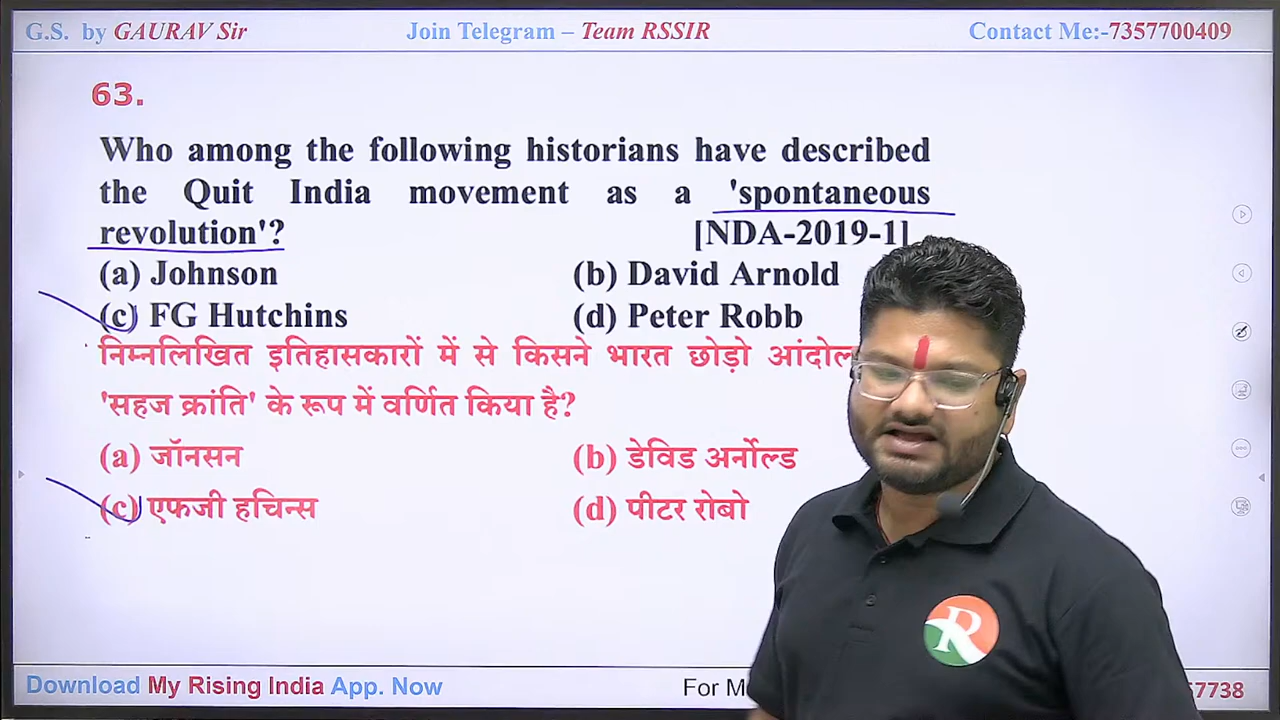 G.S. by GAURAV Sir Join Telegram – Team RSSIR Contact Me:-7357700409
63.
Who among the following historians have described
the Quit India movement as a 'spontaneous
revolution'? [NDA-2019-1]
(a) Johnson (b) David Arnold
(c) FG Hutchins (d) Peter Robb
निम्नलिखित इतिहासकारों में से किसने भारत छोड़ो
'सहज क्रांति' के रूप में वर्णित किया है?
(a) जॉनसन (b) डेविड अर्नोल्ड
(c) एफजी हचिन्स (d) पीटर रोबो
R
Download My Rising India App. Now For 7738